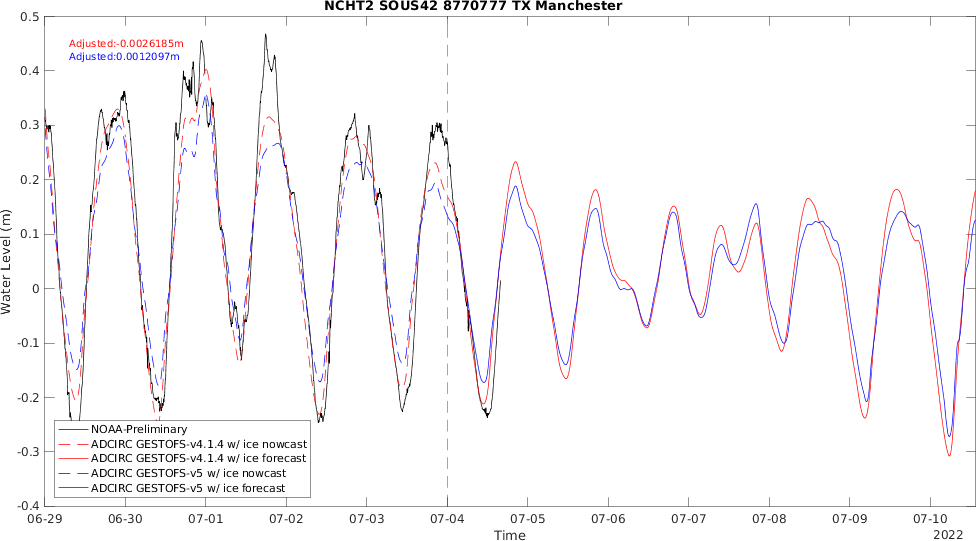 NCHT2 SOUS42 8770777 TX Manchester
0.5
Adjusted:-0.0026185m
Adjusted:0.0012097m
0.4
0.3
0.2
0.1
0
-0.1
-0.2
-0.3
-0.4
Water Level (m)
NOAA-Preliminary
ADCIRC GESTOFS-v4.1.4 w/ ice nowcast
ADCIRC GESTOFS-v4.1.4 w/ ice forecast
ADCIRC GESTOFS-v5 w/ ice nowcast
ADCIRC GESTOFS-v5 w/ ice forecast
06-29 06-30 07-01 07-02 07-03 07-04 07-05 07-06 07-07 07-08 07-09 07-10
Time
2022